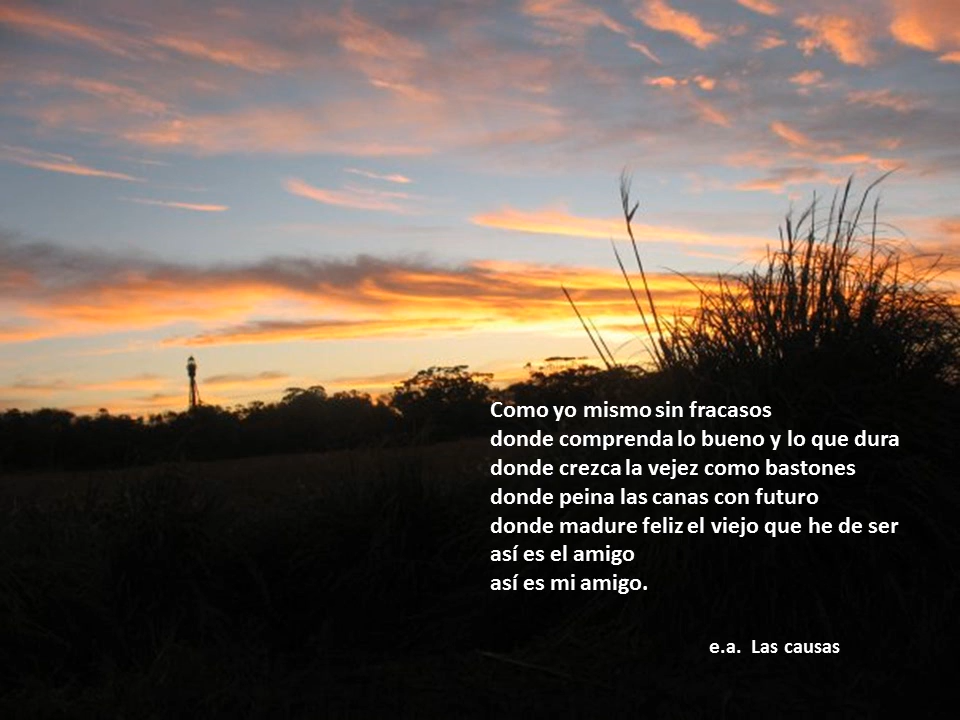 Como yo mismo sin fracasos
donde comprenda lo bueno y lo que dura
donde crezca la vejez como bastones
donde peina las canas con futuro
donde madure feliz el viejo que he de ser
así es el amigo
así es mi amigo.
e.a. Las causas